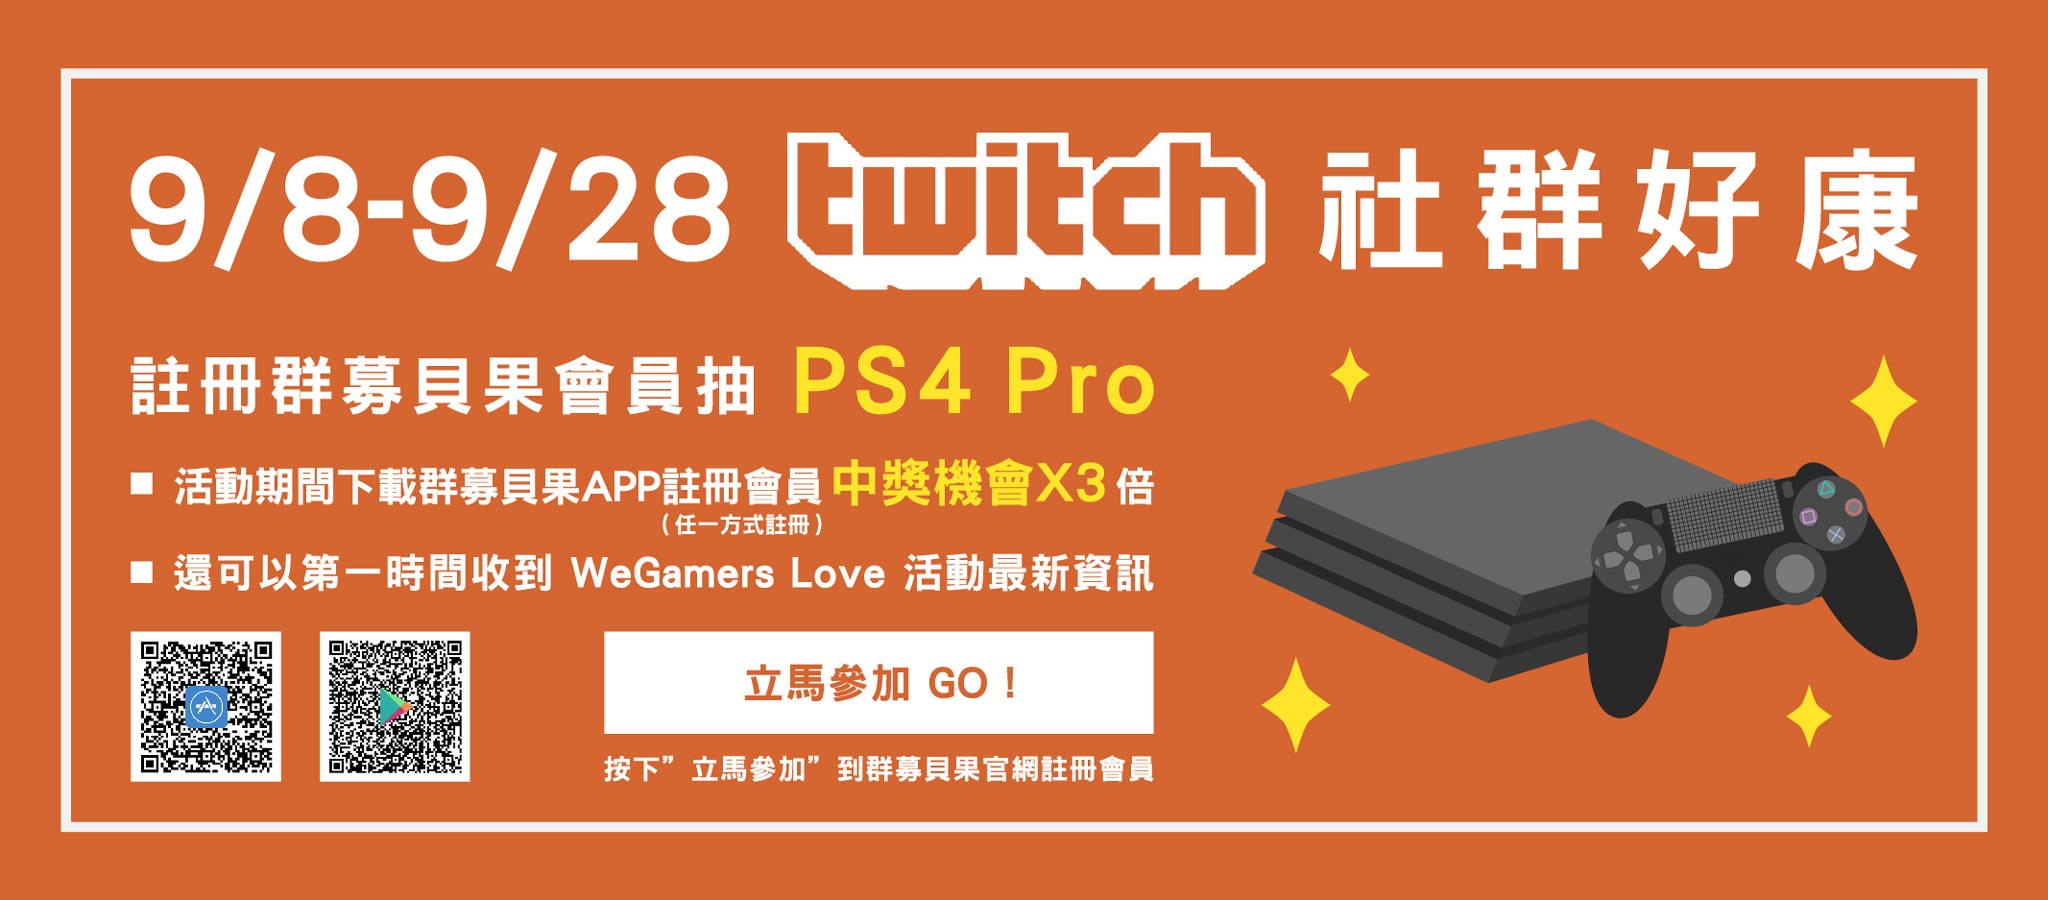 9/8-9/28 twitch 社群好康
註冊群募貝果會員抽 PS4 Pro
■ 活動期間下載群募貝果APP註冊會員中獎機會X3倍
(任一方式註冊)
■ 還可以第一時間收到 WeGamers Love 活動最新資訊
立馬參加 GO!
按下”立馬參加”到群募貝果官網註冊會員